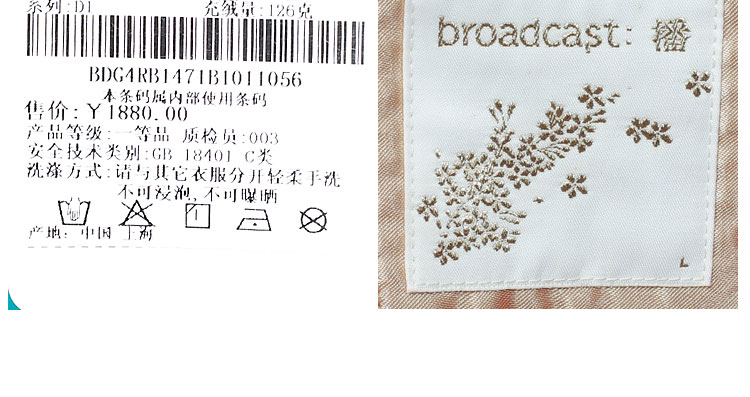 系列:D1 充绒量:126克
BDG4RB1471B1011056
本条码属内部使用条码
售价:￥1880.00
产品等级:一等品 质检员:003
安全技术类别:GB 18401 C类
洗涤方式:请与其它衣服分开轻柔手洗
不可浸泡,不可曝晒
产地: 中国 上海
broadcast: 播
L